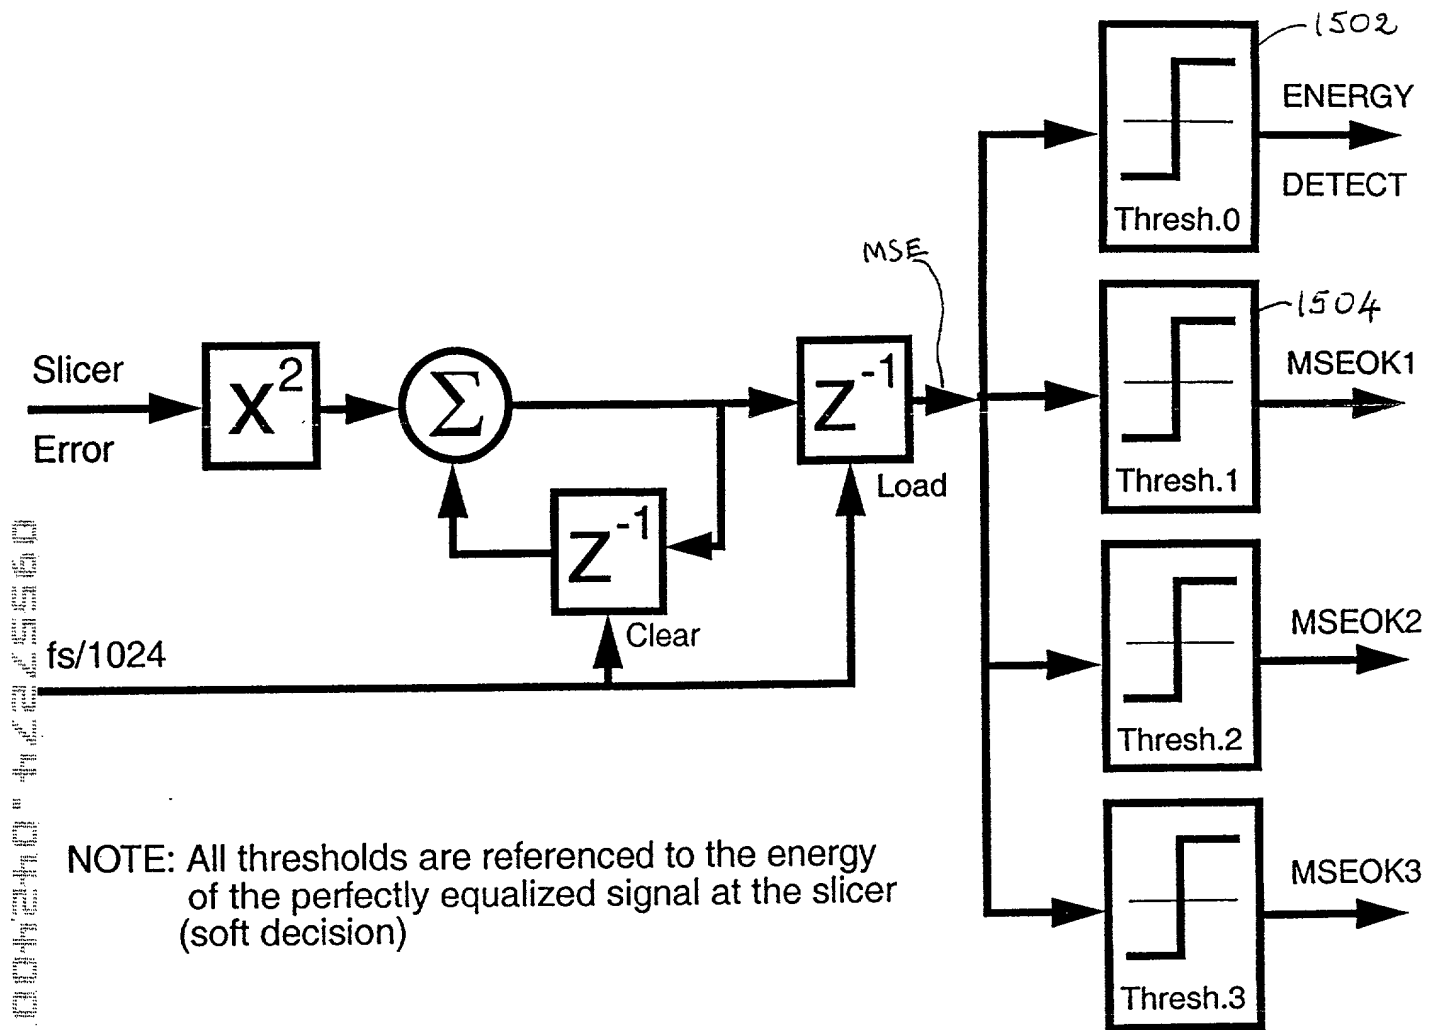 1502
ENERGY
DETECT
Thresh.0
MSE
1504
MSEOK1
Thresh.1
Slicer
Error
X²
Σ
Z⁻¹
Load
Z⁻¹
Clear
fs/1024
MSEOK2
Thresh.2
MSEOK3
Thresh.3
NOTE: All thresholds are referenced to the energy
of the perfectly equalized signal at the slicer
(soft decision)